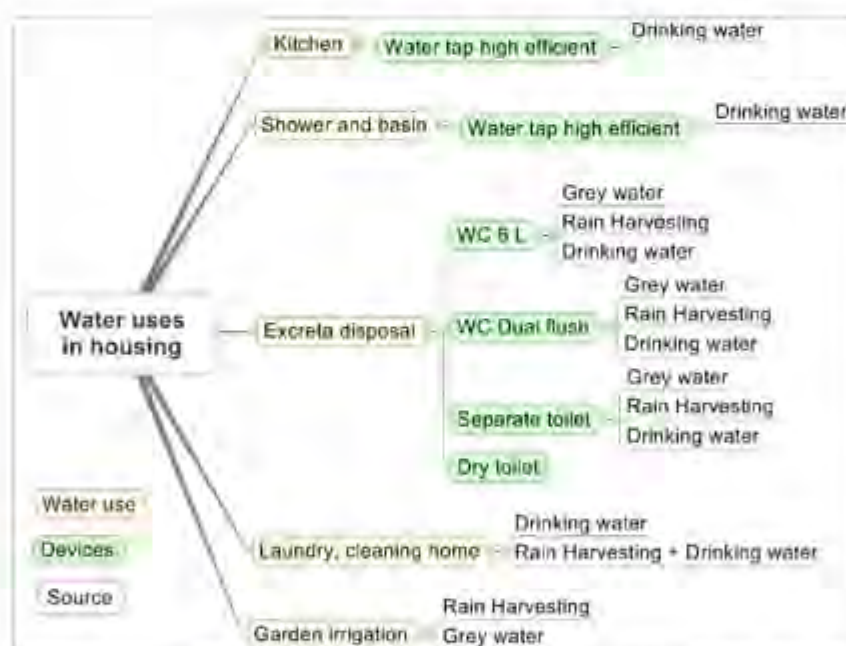 Kitchen
Water tap high efficient
Drinking water
Shower and basin
Water tap high efficient
Drinking water
Water uses
in housing
Excreta disposal
WC 6 L
Grey water
Rain Harvesting
Drinking water
WC Dual flush
Grey water
Rain Harvesting
Drinking water
Separate toilet
Grey water
Rain Harvesting
Drinking water
Dry toilet
Laundry, cleaning home
Drinking water
Rain Harvesting + Drinking water
Garden irrigation
Rain Harvesting
Grey water
Water use
Devices
Source